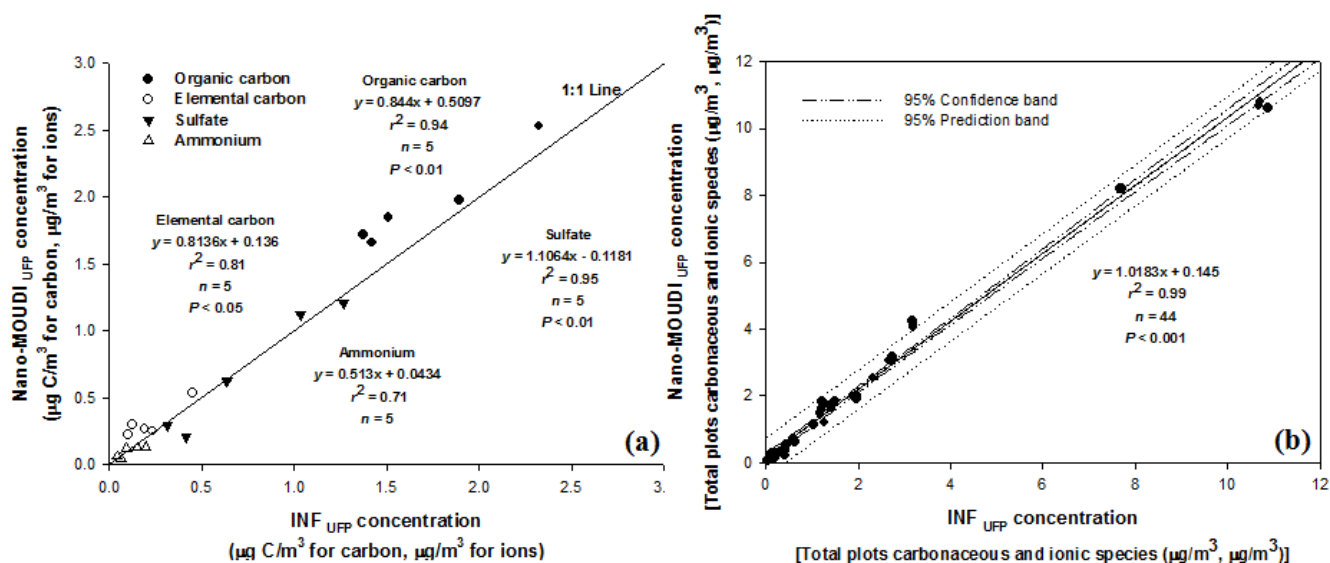 Nano-MOUDI UFP concentration
(µg C/m³ for carbon, µg/m³ for ions)
3.0
2.5
2.0
1.5
1.0
0.5
0.0
Organic carbon
Elemental carbon
Sulfate
Ammonium
Organic carbon
y = 0.844x + 0.5097
r² = 0.94
n = 5
P < 0.01
1:1 Line
Elemental carbon
y = 0.8136x + 0.136
r² = 0.81
n = 5
P < 0.05
Sulfate
y = 1.1064x - 0.1181
r² = 0.95
n = 5
P < 0.01
Ammonium
y = 0.513x + 0.0434
r² = 0.71
n = 5
(a)
0.0 0.5 1.0 1.5 2.0 2.5 3.
INF UFP concentration
(µg C/m³ for carbon, µg/m³ for ions)
Nano-MOUDI UFP concentration
[Total plots carbonaceous and ionic species (µg/m³, µg/m³)]
12
10
8
6
4
2
0
95% Confidence band
95% Prediction band
y = 1.0183x + 0.145
r² = 0.99
n = 44
P < 0.001
(b)
0 2 4 6 8 10 12
INF UFP concentration
[Total plots carbonaceous and ionic species (µg/m³, µg/m³)]